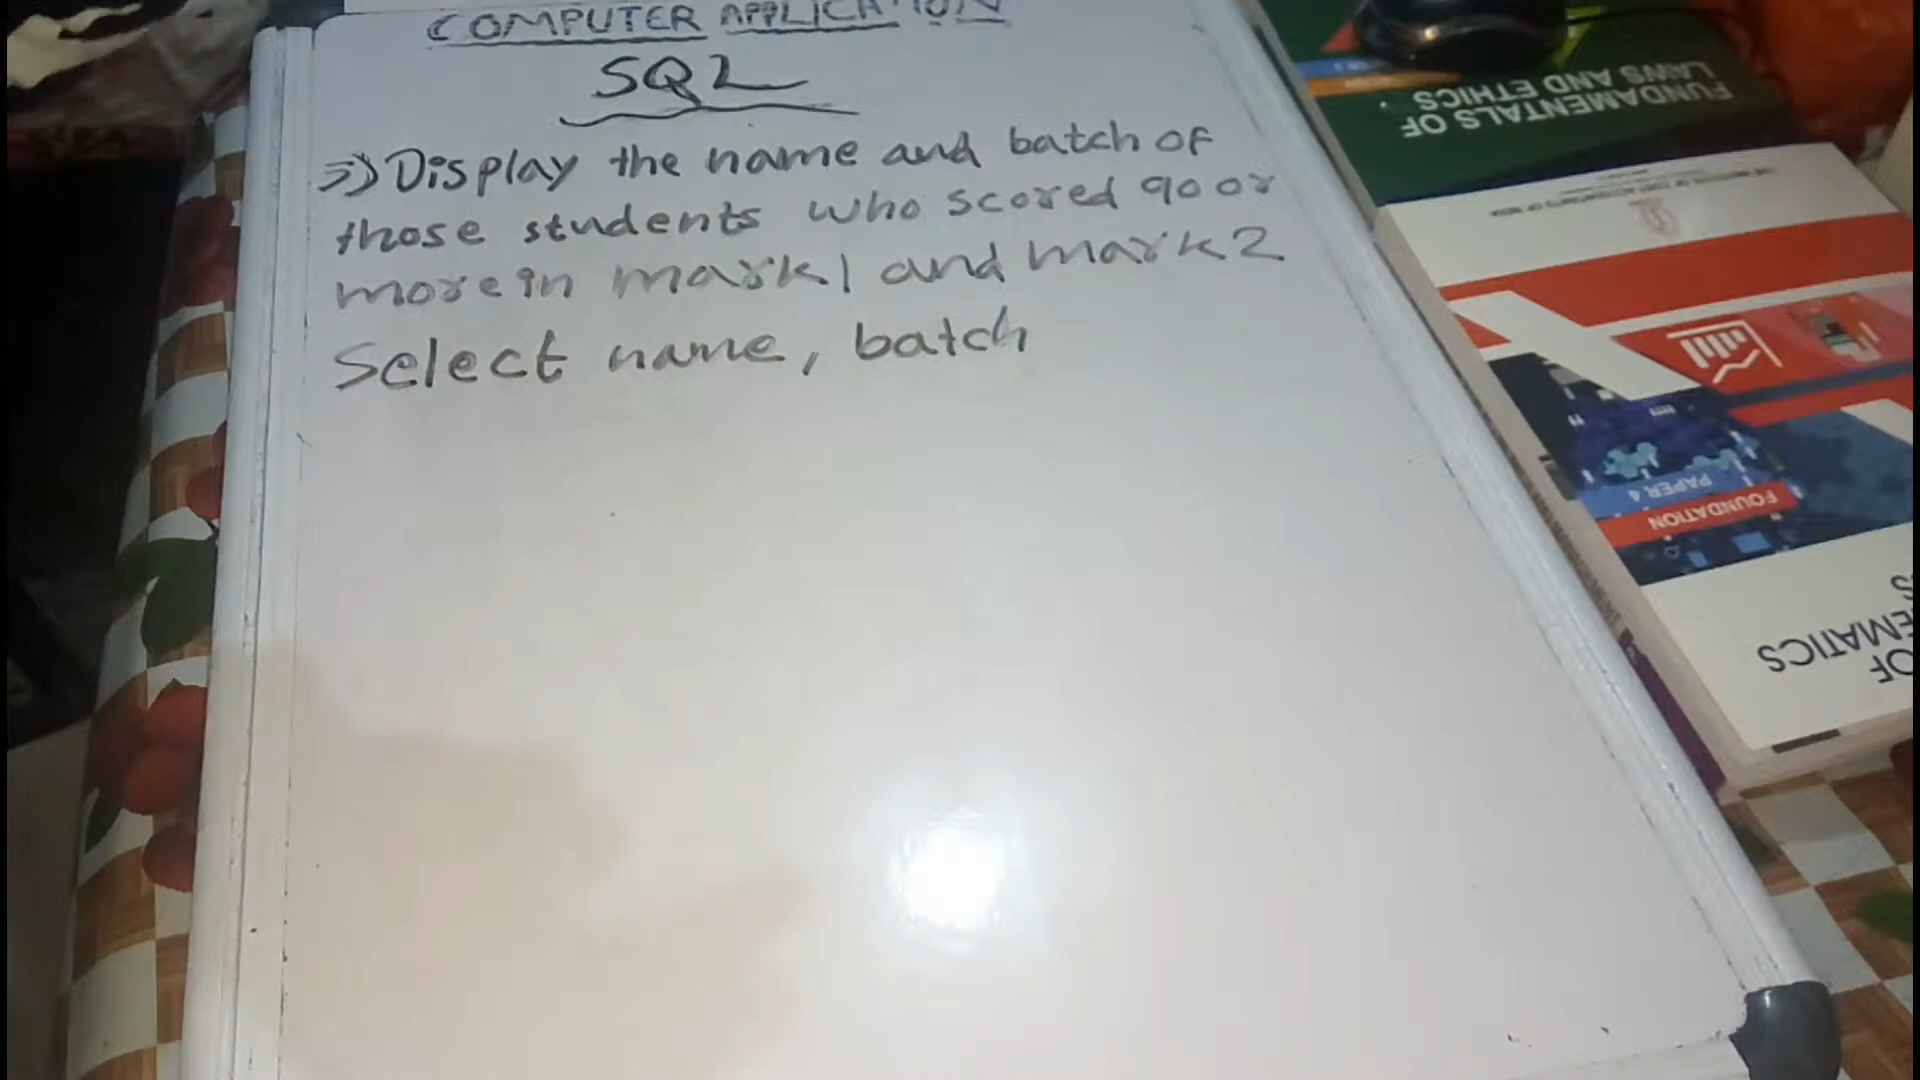 COMPUTER APPLICATION
SQL
⇒) Display the name and batch of
those students who scored 90 or
more in mark1 and mark2
Select name, batch
FUNDAMENTALS OF
LAWS AND ETHICS
PAPER 4
FOUNDATION
OF